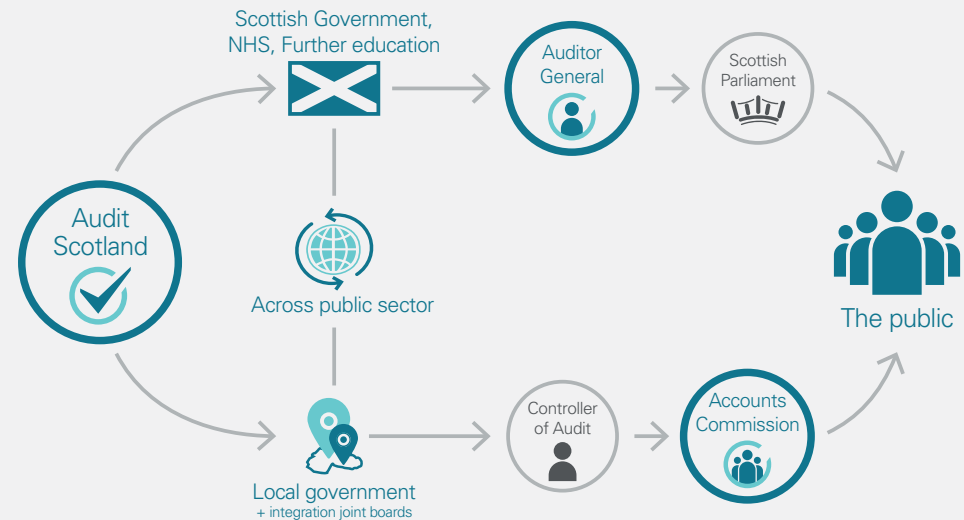 Scottish Government,
NHS, Further education
Auditor
General
Scottish
Parliament
Audit
Scotland
Across public sector
The public
Controller
of Audit
Accounts
Commission
Local government
+ integration joint boards